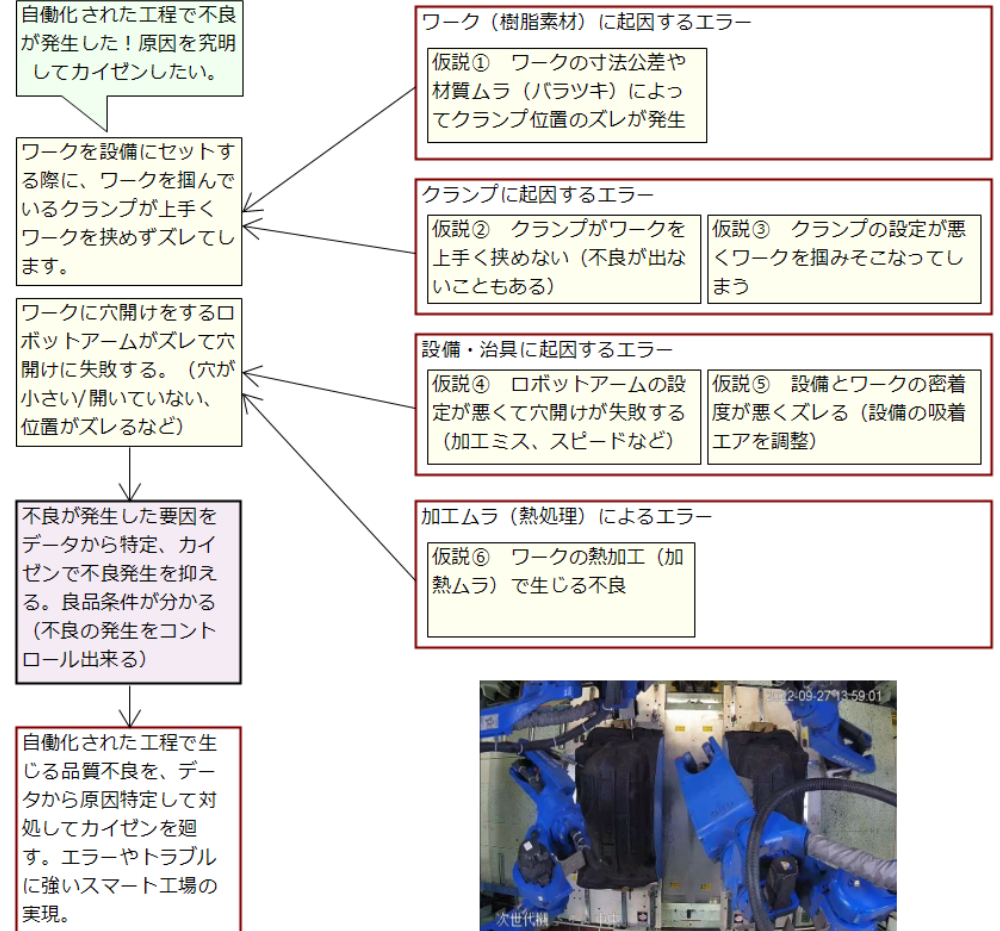 自働化された工程で不良
が発生した！原因を究明
してカイゼンしたい。
ワークを設備にセットす
る際に、ワークを掴んで
いるクランプが上手く
ワークを挟めずズレてし
ます。
ワークに穴開けをするロ
ボットアームがズレて穴
開けに失敗する。（穴が
小さい/開いていない、
位置がズレるなど）
不良が発生した要因を
データから特定、カイ
ゼンで不良発生を抑え
る。良品条件が分かる
（不良の発生をコント
ロール出来る）
自働化された工程で生
じる品質不良を、デー
タから原因特定して対
処してカイゼンを廻
す。エラーやトラブル
に強いスマート工場の
実現。
ワーク（樹脂素材）に起因するエラー
仮説① ワークの寸法公差や
材質ムラ（バラツキ）によっ
てクランプ位置のズレが発生
クランプに起因するエラー
仮説② クランプがワークを
上手く挟めない（不良が出な
いこともある）
仮説③ クランプの設定が悪
くワークを掴みそこなってし
まう
設備・治具に起因するエラー
仮説④ ロボットアームの設
定が悪くて穴開けが失敗する
（加工ミス、スピードなど）
仮説⑤ 設備とワークの密着
度が悪くズレる（設備の吸着
エアを調整）
加工ムラ（熱処理）によるエラー
仮説⑥ ワークの熱加工（加
熱ムラ）で生じる不良
2022-09-27 13:59:01
次世代機